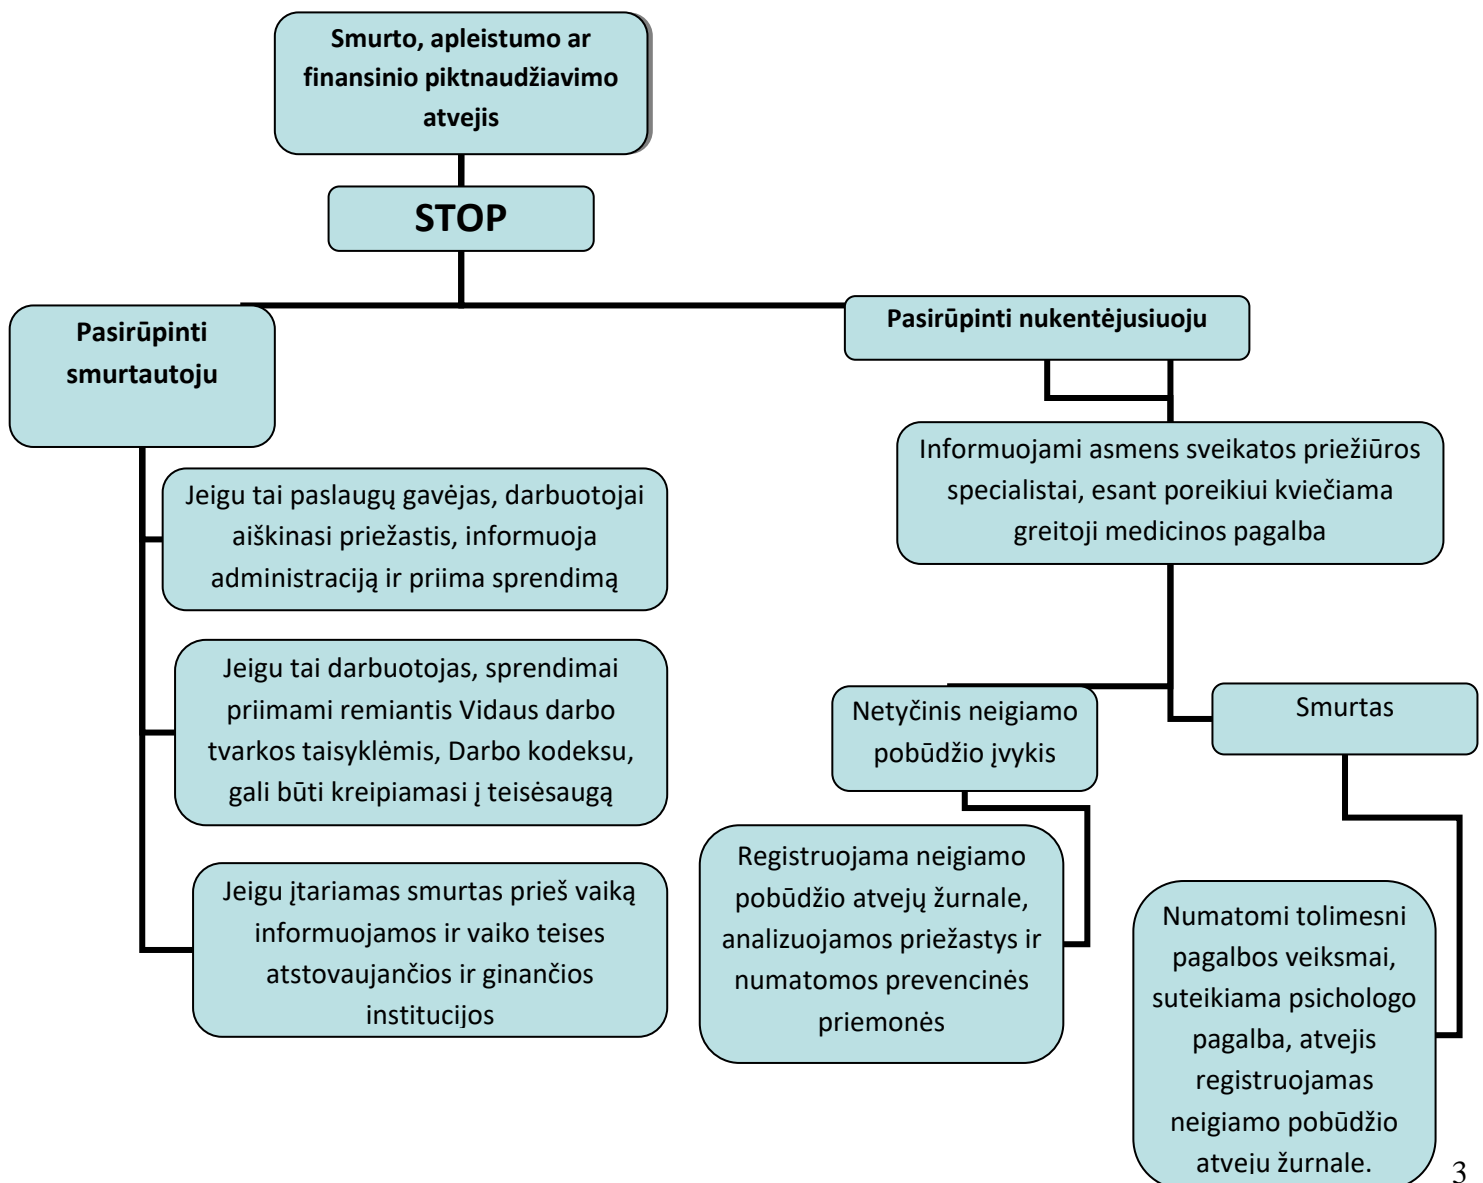 Smurto, apleistumo ar
finansinio piktnaudžiavimo
atvejis
STOP
Pasirūpinti
smurtautoju
Jeigu tai paslaugų gavėjas, darbuotojai
aiškinasi priežastis, informuoja
administraciją ir priima sprendimą
Jeigu tai darbuotojas, sprendimai
priimami remiantis Vidaus darbo
tvarkos taisyklėmis, Darbo kodeksu,
gali būti kreipiamasi į teisėsaugą
Jeigu įtariamas smurtas prieš vaiką
informuojamos ir vaiko teises
atstovaujančios ir ginančios
institucijos
Pasirūpinti nukentėjusiuoju
Informuojami asmens sveikatos priežiūros
specialistai, esant poreikiui kviečiama
greitoji medicinos pagalba
Netyčinis neigiamo
pobūdžio įvykis
Registruojama neigiamo
pobūdžio atvejų žurnale,
analizuojamos priežastys ir
numatomos prevencinės
priemonės
Smurtas
Numatomi tolimesni
pagalbos veiksmai,
suteikiama psichologo
pagalba, atvejis
registruojamas
neigiamo pobūdžio
atvejų žurnale.
3